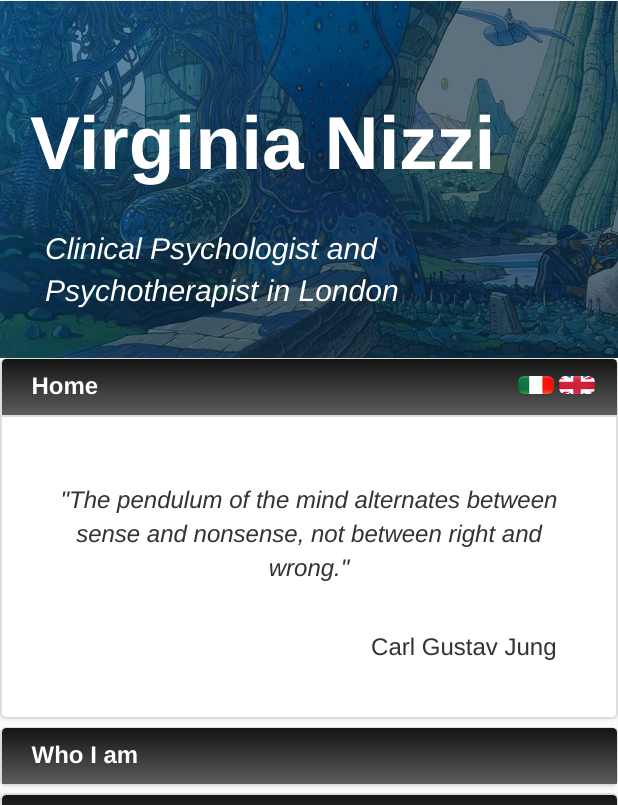 Virginia Nizzi
Clinical Psychologist and
Psychotherapist in London
Home
"The pendulum of the mind alternates between
sense and nonsense, not between right and
wrong."
Carl Gustav Jung
Who I am